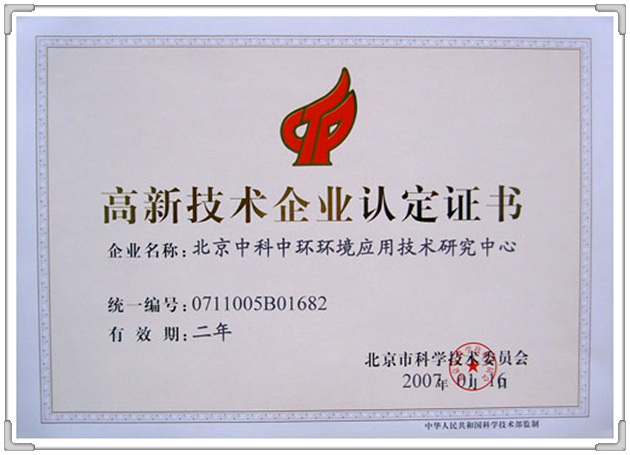 高新技术企业认定证书
企业名称:北京中科中环环境应用技术研究中心
统一编号:0711005B01682
有效期:二年
北京市科学技术委员会
2007年01月16日
中华人民共和国科学技术部监制